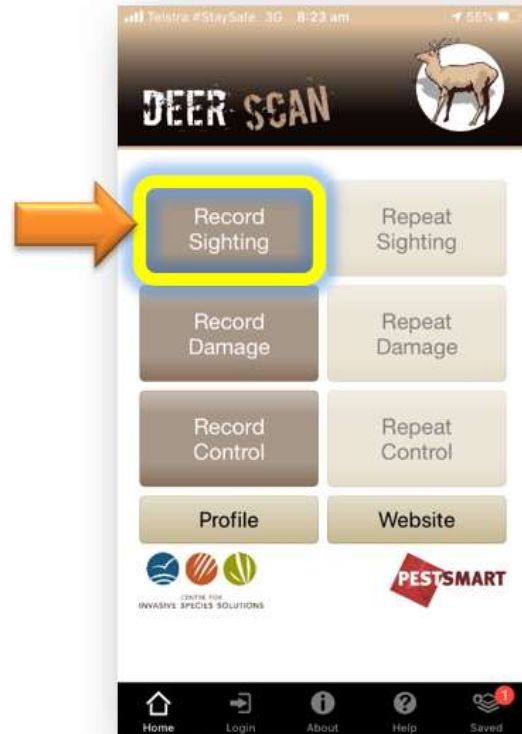 Telstra #StaySafe 3G 8:23 am 55%
DEER SCAN
Record Sighting
Repeat Sighting
Record Damage
Repeat Damage
Record Control
Repeat Control
Profile
Website
CENTRE FOR
INVASIVE SPECIES SOLUTIONS
PESTSMART
1
Home
Login
About
Help
Saved